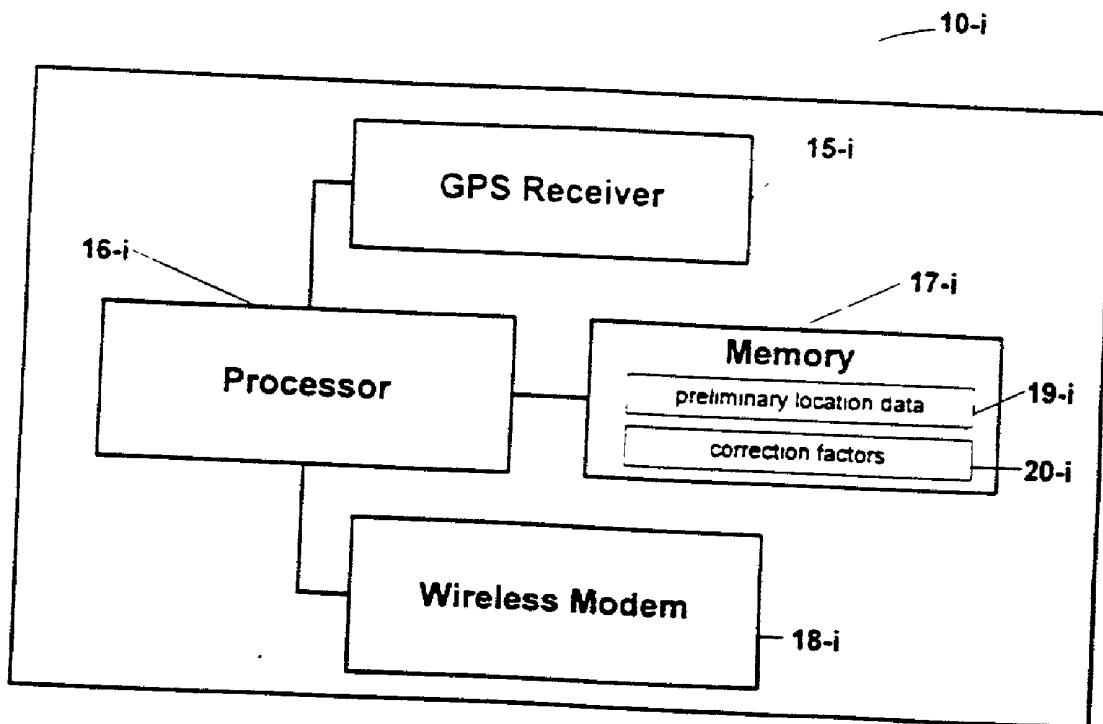 10-i
15-i
GPS Receiver
16-i
17-i
Memory
Processor
preliminary location data
19-i
correction factors
20-i
Wireless Modem
18-i